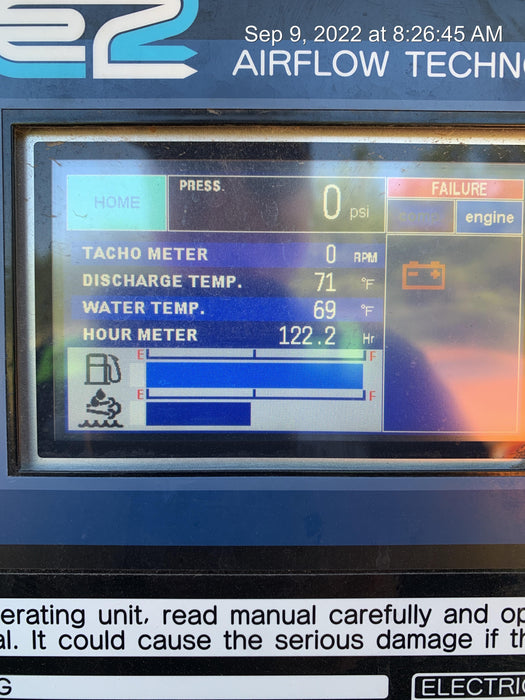 e2
Sep 9, 2022 at 8:26:45 AM
AIRFLOW TECHNO
HOME
PRESS.
0 psi
FAILURE
engine
TACHO METER 0 RPM
DISCHARGE TEMP. 71 °F
WATER TEMP. 69 °F
HOUR METER 122.2 Hr
E F
E F
erating unit, read manual carefully and op
al. It could cause the serious damage if th
G
ELECTRIC